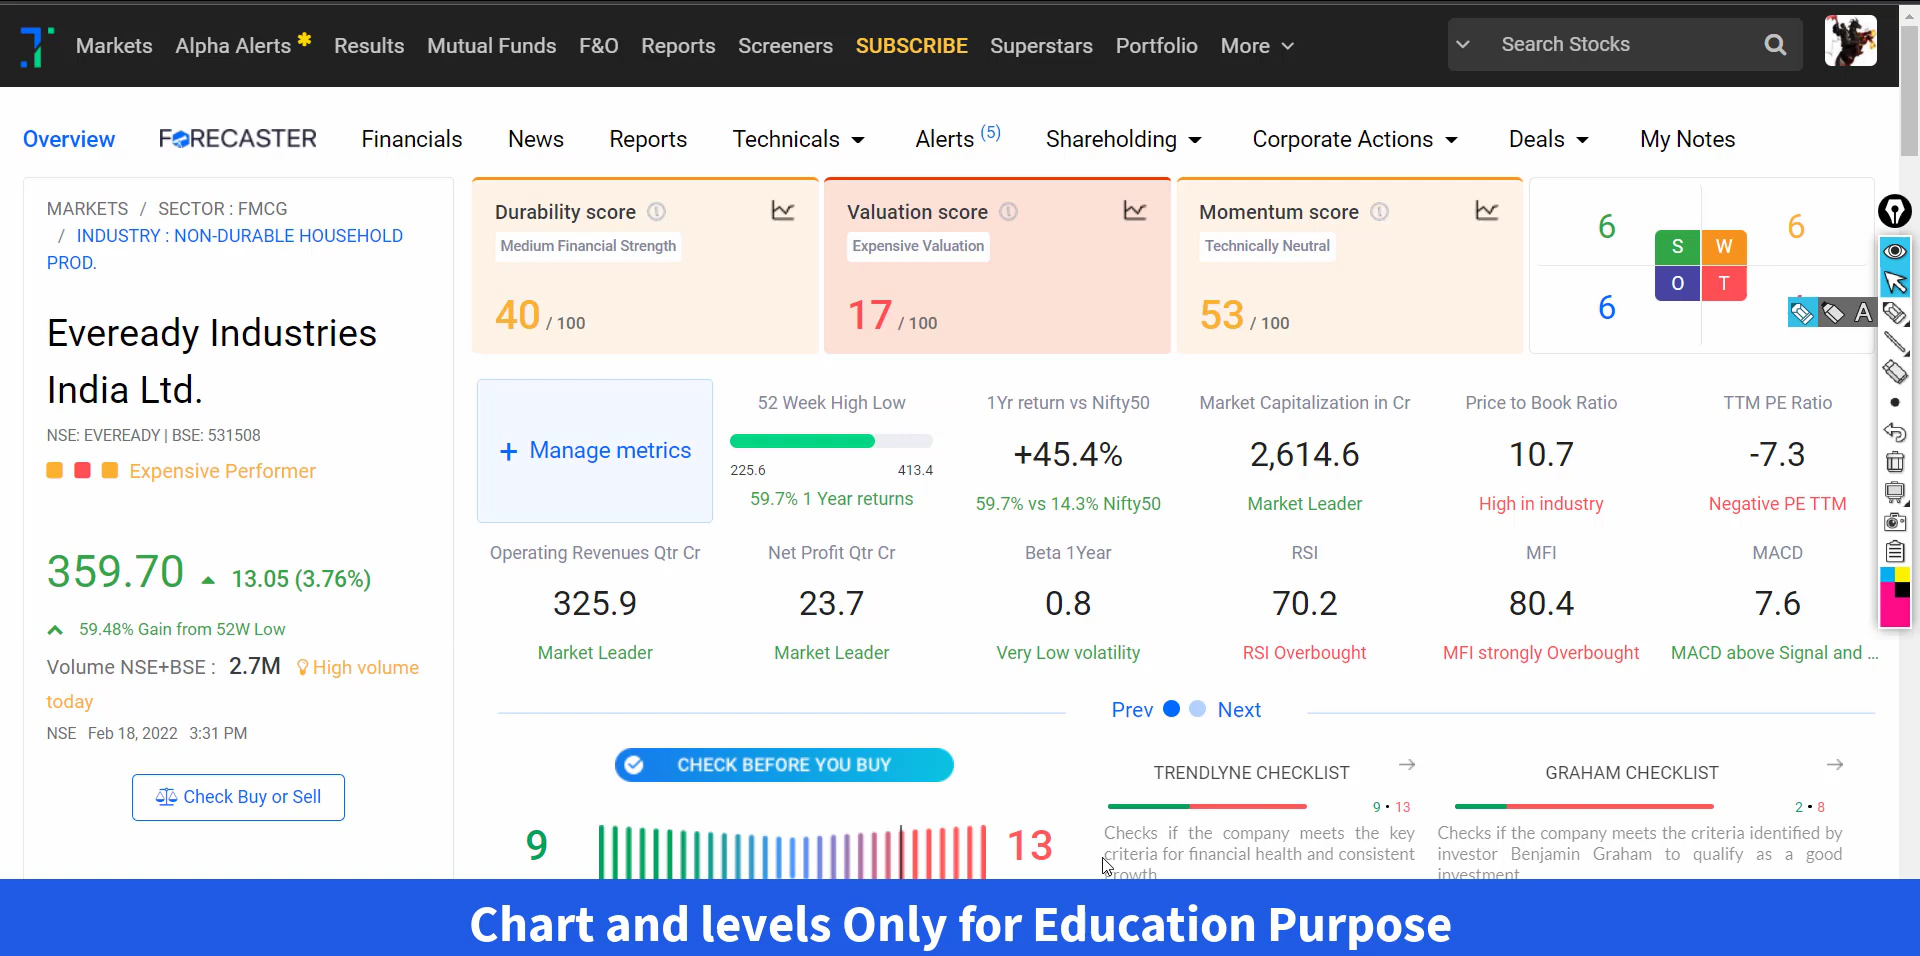 Markets Alpha Alerts Results Mutual Funds F&O Reports Screeners SUBSCRIBE Superstars Portfolio More Search Stocks
Overview FORECASTER Financials News Reports Technicals Alerts (5) Shareholding Corporate Actions Deals My Notes
MARKETS / SECTOR : FMCG
/ INDUSTRY : NON-DURABLE HOUSEHOLD
PROD.
Eveready Industries
India Ltd.
NSE: EVEREADY | BSE: 531508
Expensive Performer
359.70 13.05 (3.76%)
59.48% Gain from 52W Low
Volume NSE+BSE : 2.7M High volume
today
NSE Feb 18, 2022 3:31 PM
Check Buy or Sell
Durability score
Medium Financial Strength
40 / 100
Valuation score
Expensive Valuation
17 / 100
Momentum score
Technically Neutral
53 / 100
6 6
S W
O T
6
A
+ Manage metrics
52 Week High Low
225.6 413.4
59.7% 1 Year returns
1Yr return vs Nifty50
+45.4%
59.7% vs 14.3% Nifty50
Market Capitalization in Cr
2,614.6
Market Leader
Price to Book Ratio
10.7
High in industry
TTM PE Ratio
-7.3
Negative PE TTM
Operating Revenues Qtr Cr
325.9
Market Leader
Net Profit Qtr Cr
23.7
Market Leader
Beta 1Year
0.8
Very Low volatility
RSI
70.2
RSI Overbought
MFI
80.4
MFI strongly Overbought
MACD
7.6
MACD above Signal and ...
Prev Next
CHECK BEFORE YOU BUY
9 13
TRENDLYNE CHECKLIST
9 • 13
Checks if the company meets the key
criteria for financial health and consistent
growth
GRAHAM CHECKLIST
2 • 8
Checks if the company meets the criteria identified by
investor Benjamin Graham to qualify as a good
investment
Chart and levels Only for Education Purpose